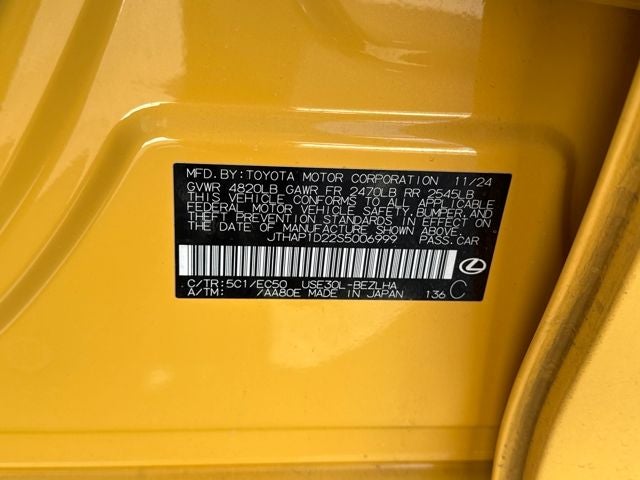 MFD. BY: TOYOTA MOTOR CORPORATION 11/24
GVWR 4820LB GAWR FR 2470LB RR 2545LB
THIS VEHICLE CONFORMS TO ALL APPLICABLE
FEDERAL MOTOR VEHICLE SAFETY, BUMPER, AND
THEFT PREVENTION STANDARDS IN EFFECT ON
THE DATE OF MANUFACTURE SHOWN ABOVE.
JTHAP1D22S5006999 PASS. CAR
C/TR: 5C1/EC50 USE30L-BEZLHA
A/TM: /AA80E MADE IN JAPAN 136 C